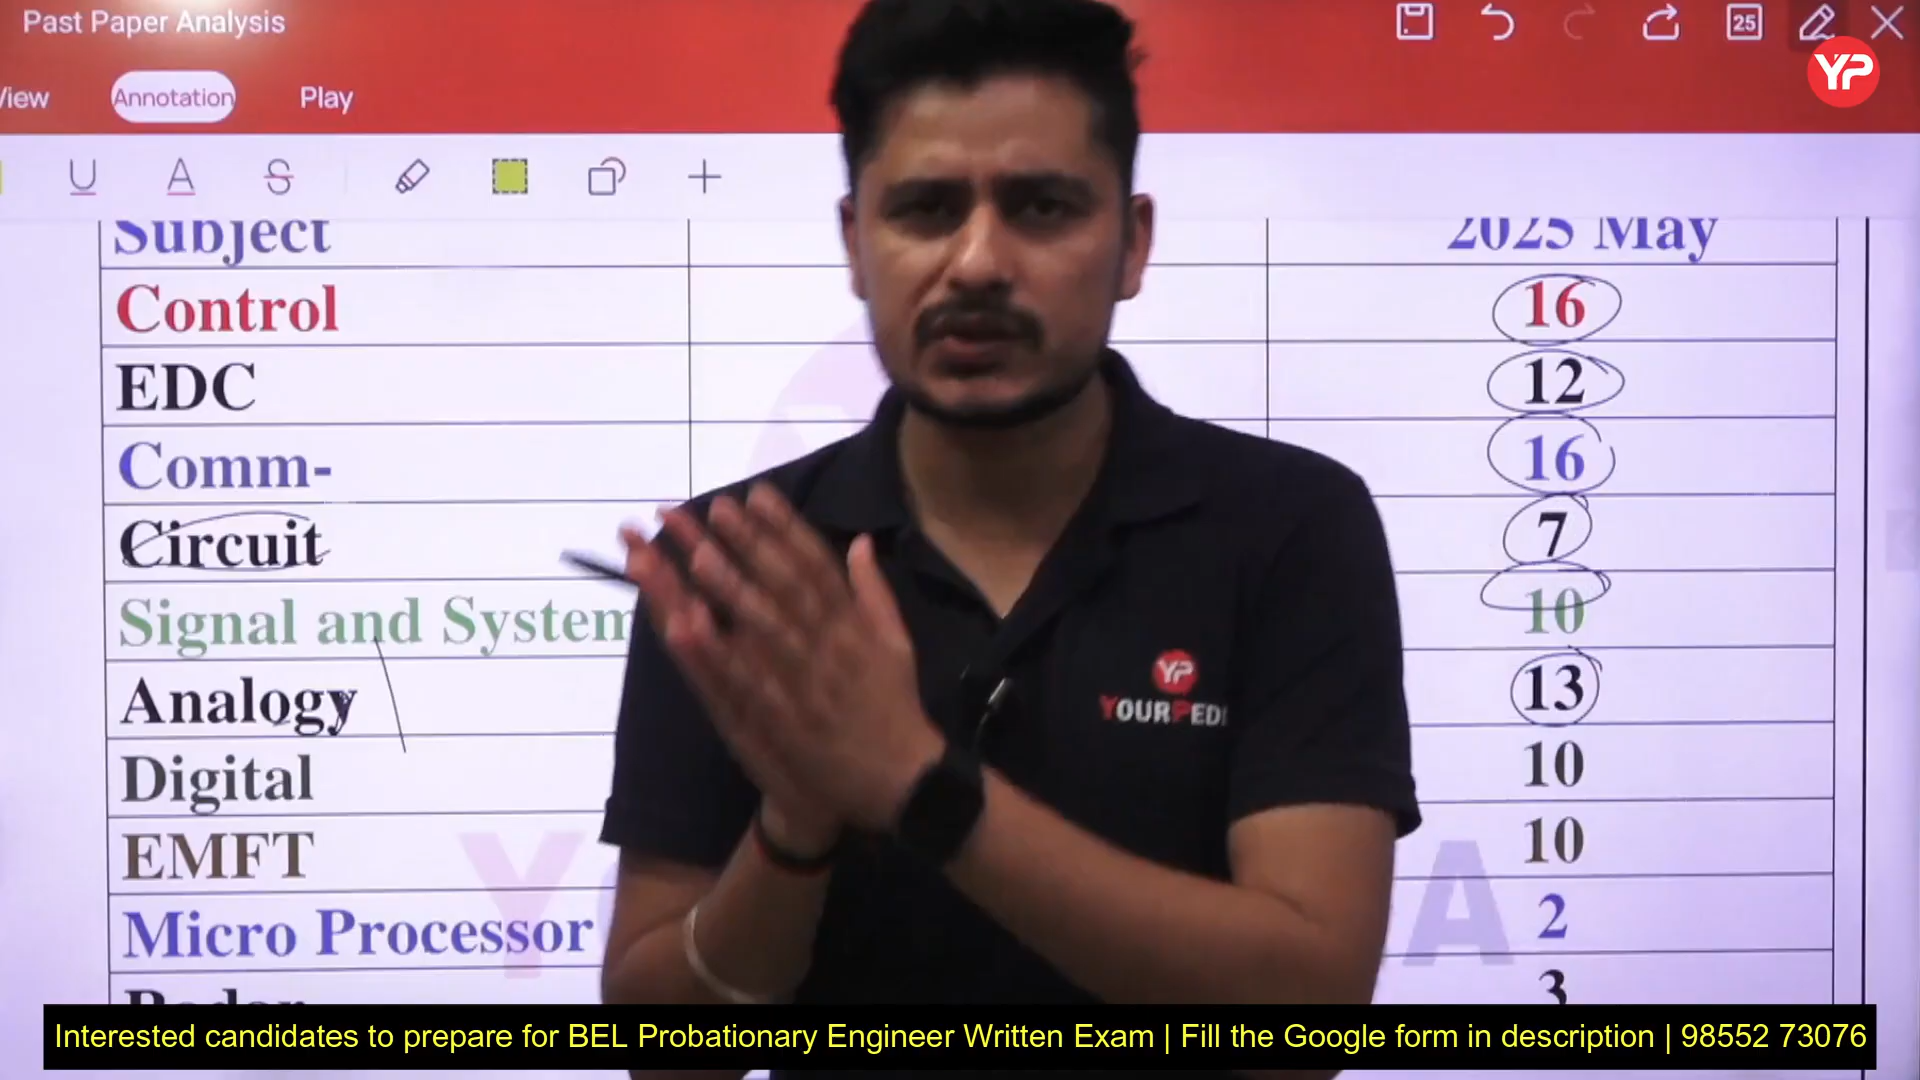 Past Paper Analysis
25
YP
View
Annotation
Play
U A S
Subject
2025 May
Control
16
EDC
12
Comm-
16
Circuit
7
Signal and System
10
Analogy
13
Digital
10
EMFT
10
Micro Processor
2
Radar
3
YP
YOURPEDI
Y
A
Interested candidates to prepare for BEL Probationary Engineer Written Exam | Fill the Google form in description | 98552 73076